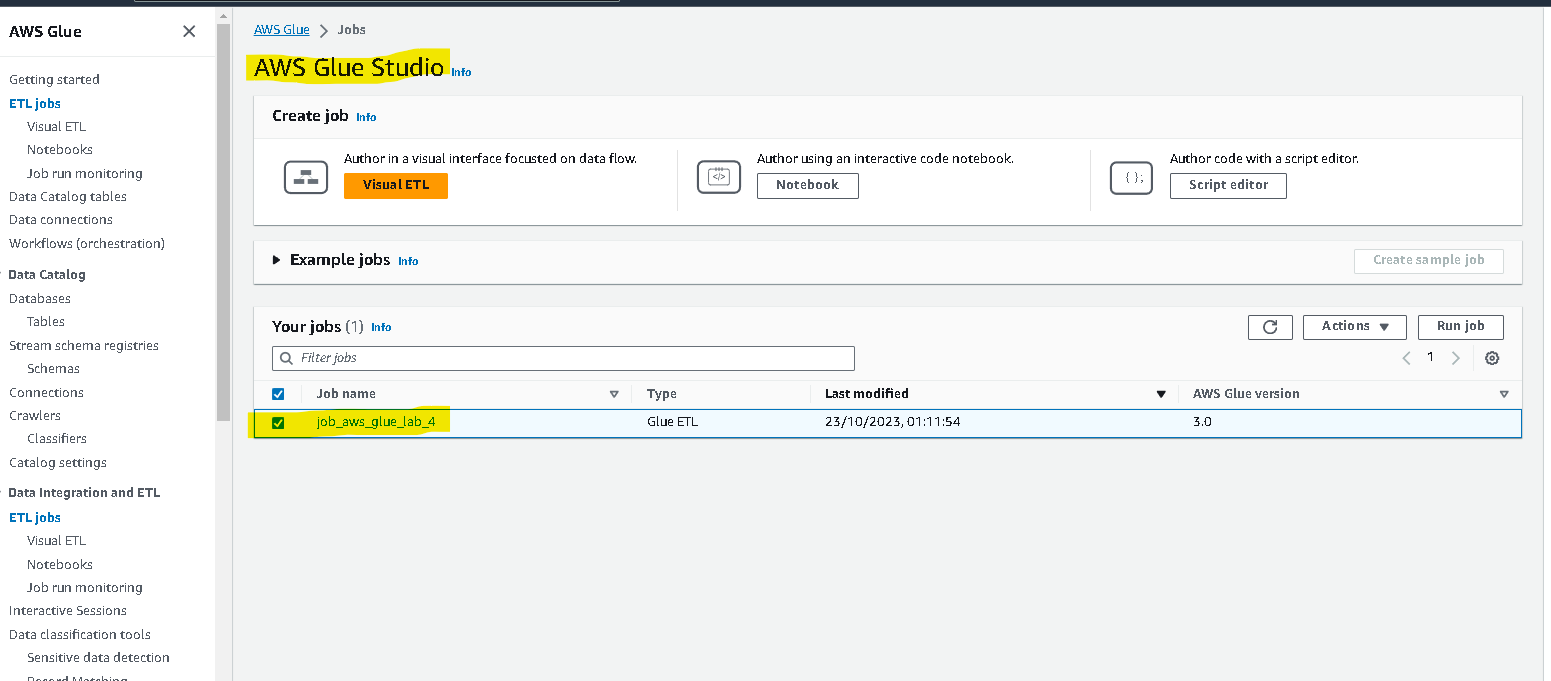 AWS Glue
Getting started
ETL jobs
Visual ETL
Notebooks
Job run monitoring
Data Catalog tables
Data connections
Workflows (orchestration)
Data Catalog
Databases
Tables
Stream schema registries
Schemas
Connections
Crawlers
Classifiers
Catalog settings
Data Integration and ETL
ETL jobs
Visual ETL
Notebooks
Job run monitoring
Interactive Sessions
Data classification tools
Sensitive data detection
Record Matching
AWS Glue > Jobs
AWS Glue Studio Info
Create job Info
Author in a visual interface focusted on data flow.
Visual ETL
</>
Author using an interactive code notebook.
Notebook
{ };
Author code with a script editor.
Script editor
Example jobs Info
Create sample job
Your jobs (1) Info
Actions
Run job
Filter jobs
1
Job name Type Last modified AWS Glue version
job_aws_glue_lab_4 Glue ETL 23/10/2023, 01:11:54 3.0